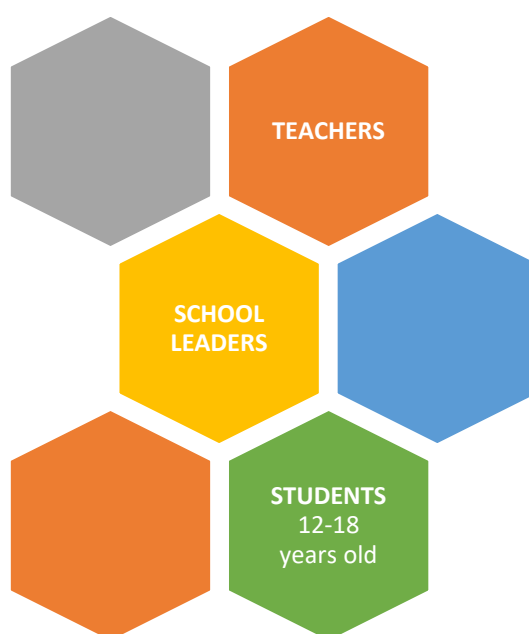 TEACHERS
SCHOOL
LEADERS
STUDENTS
12-18
years old